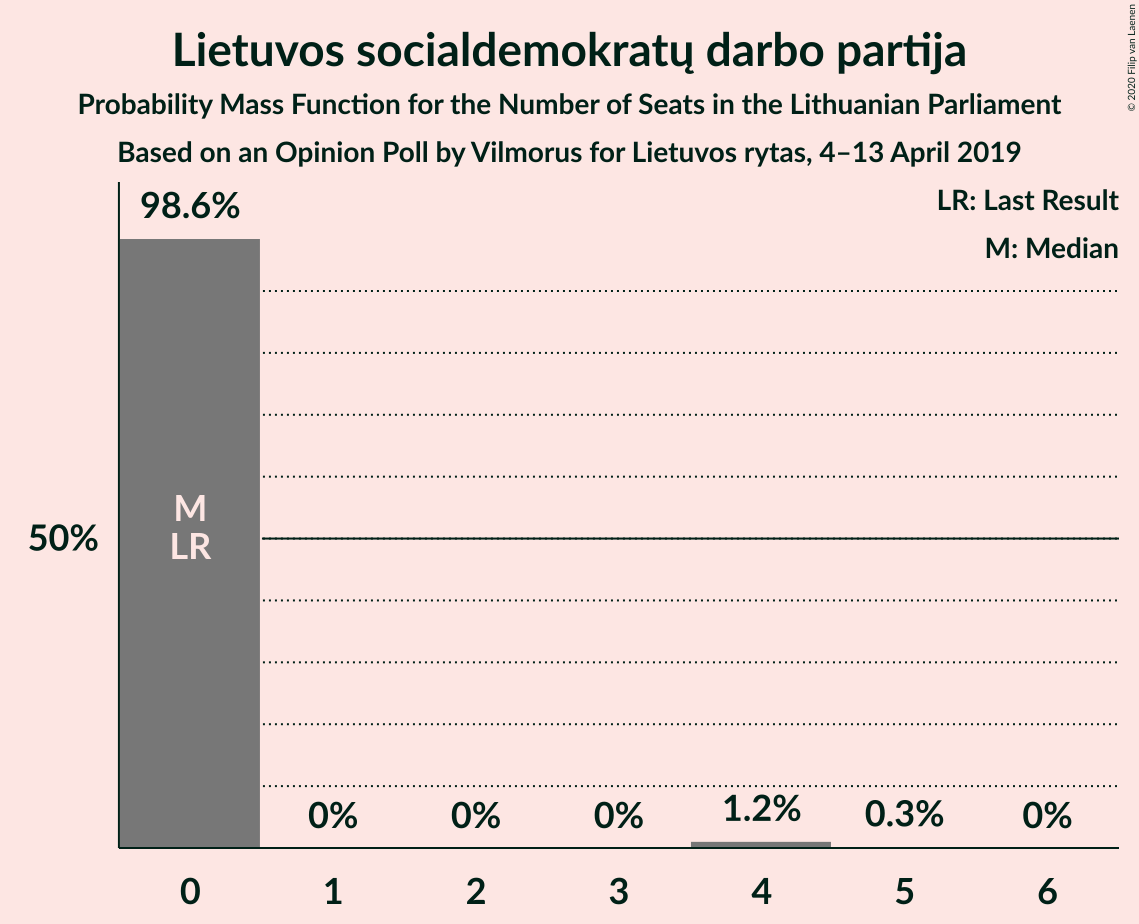 Lietuvos socialdemokratų darbo partija
Probability Mass Function for the Number of Seats in the Lithuanian Parliament
Based on an Opinion Poll by Vilmorus for Lietuvos rytas, 4–13 April 2019
© 2020 Filip van Laenen
LR: Last Result
M: Median
98.6%
M
LR
50%
0% 0% 0% 1.2% 0.3% 0%
0 1 2 3 4 5 6